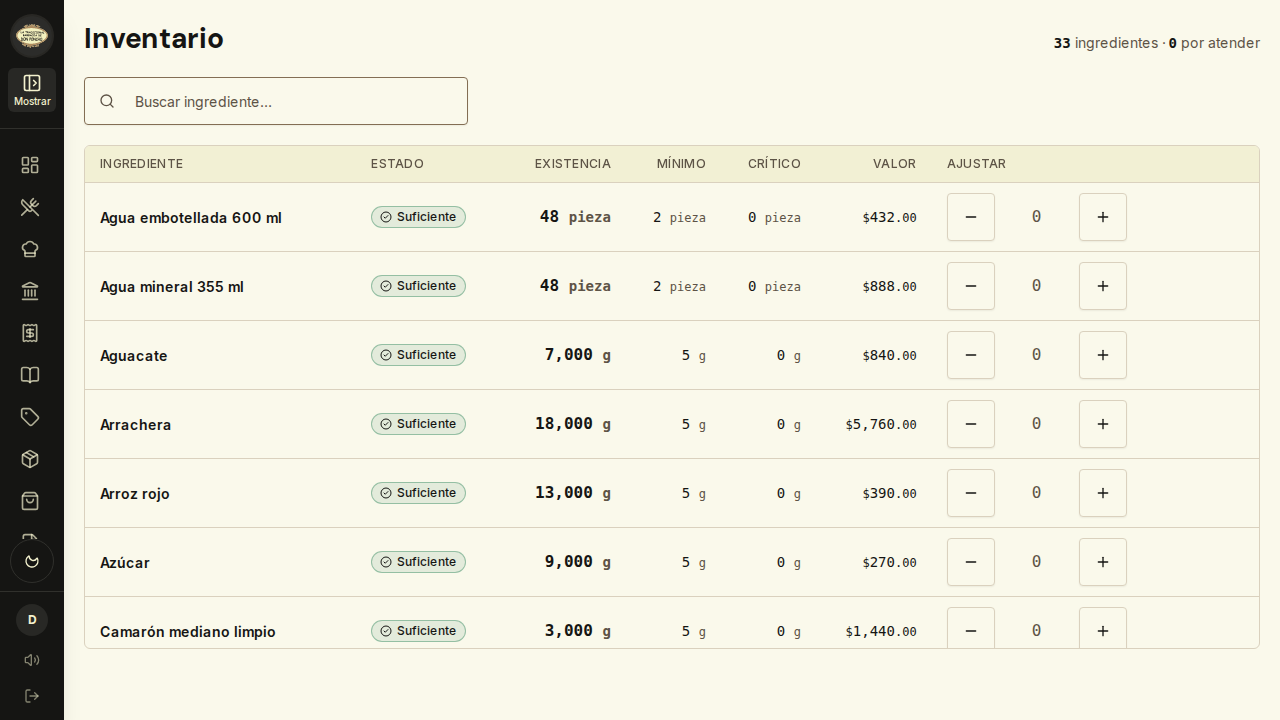 Mostrar
D
Inventario
33 ingredientes · 0 por atender
Buscar ingrediente...
INGREDIENTE ESTADO EXISTENCIA MÍNIMO CRÍTICO VALOR AJUSTAR
Agua embotellada 600 ml Suficiente 48 pieza 2 pieza 0 pieza $432.00 − 0 +
Agua mineral 355 ml Suficiente 48 pieza 2 pieza 0 pieza $888.00 − 0 +
Aguacate Suficiente 7,000 g 5 g 0 g $840.00 − 0 +
Arrachera Suficiente 18,000 g 5 g 0 g $5,760.00 − 0 +
Arroz rojo Suficiente 13,000 g 5 g 0 g $390.00 − 0 +
Azúcar Suficiente 9,000 g 5 g 0 g $270.00 − 0 +
Camarón mediano limpio Suficiente 3,000 g 5 g 0 g $1,440.00 − 0 +